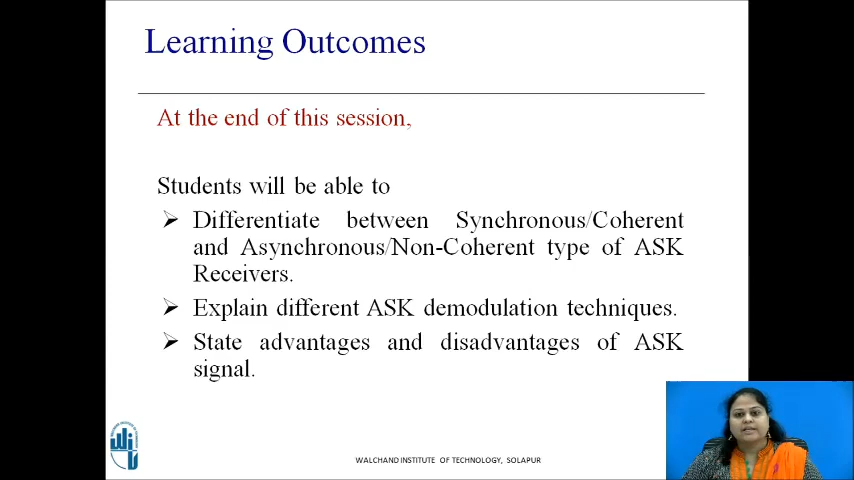 Learning Outcomes
At the end of this session,
Students will be able to
Differentiate between Synchronous/Coherent
and Asynchronous/Non-Coherent type of ASK
Receivers.
Explain different ASK demodulation techniques.
State advantages and disadvantages of ASK
signal.
WALCHAND INSTITUTE OF TECHNOLOGY, SOLAPUR